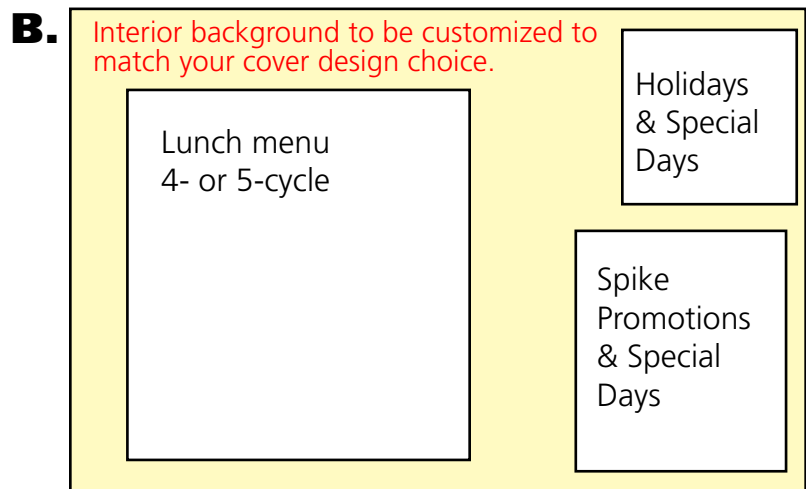 B.
Interior background to be customized to
match your cover design choice.
Lunch menu
4- or 5-cycle
Holidays
& Special
Days
Spike
Promotions
& Special
Days